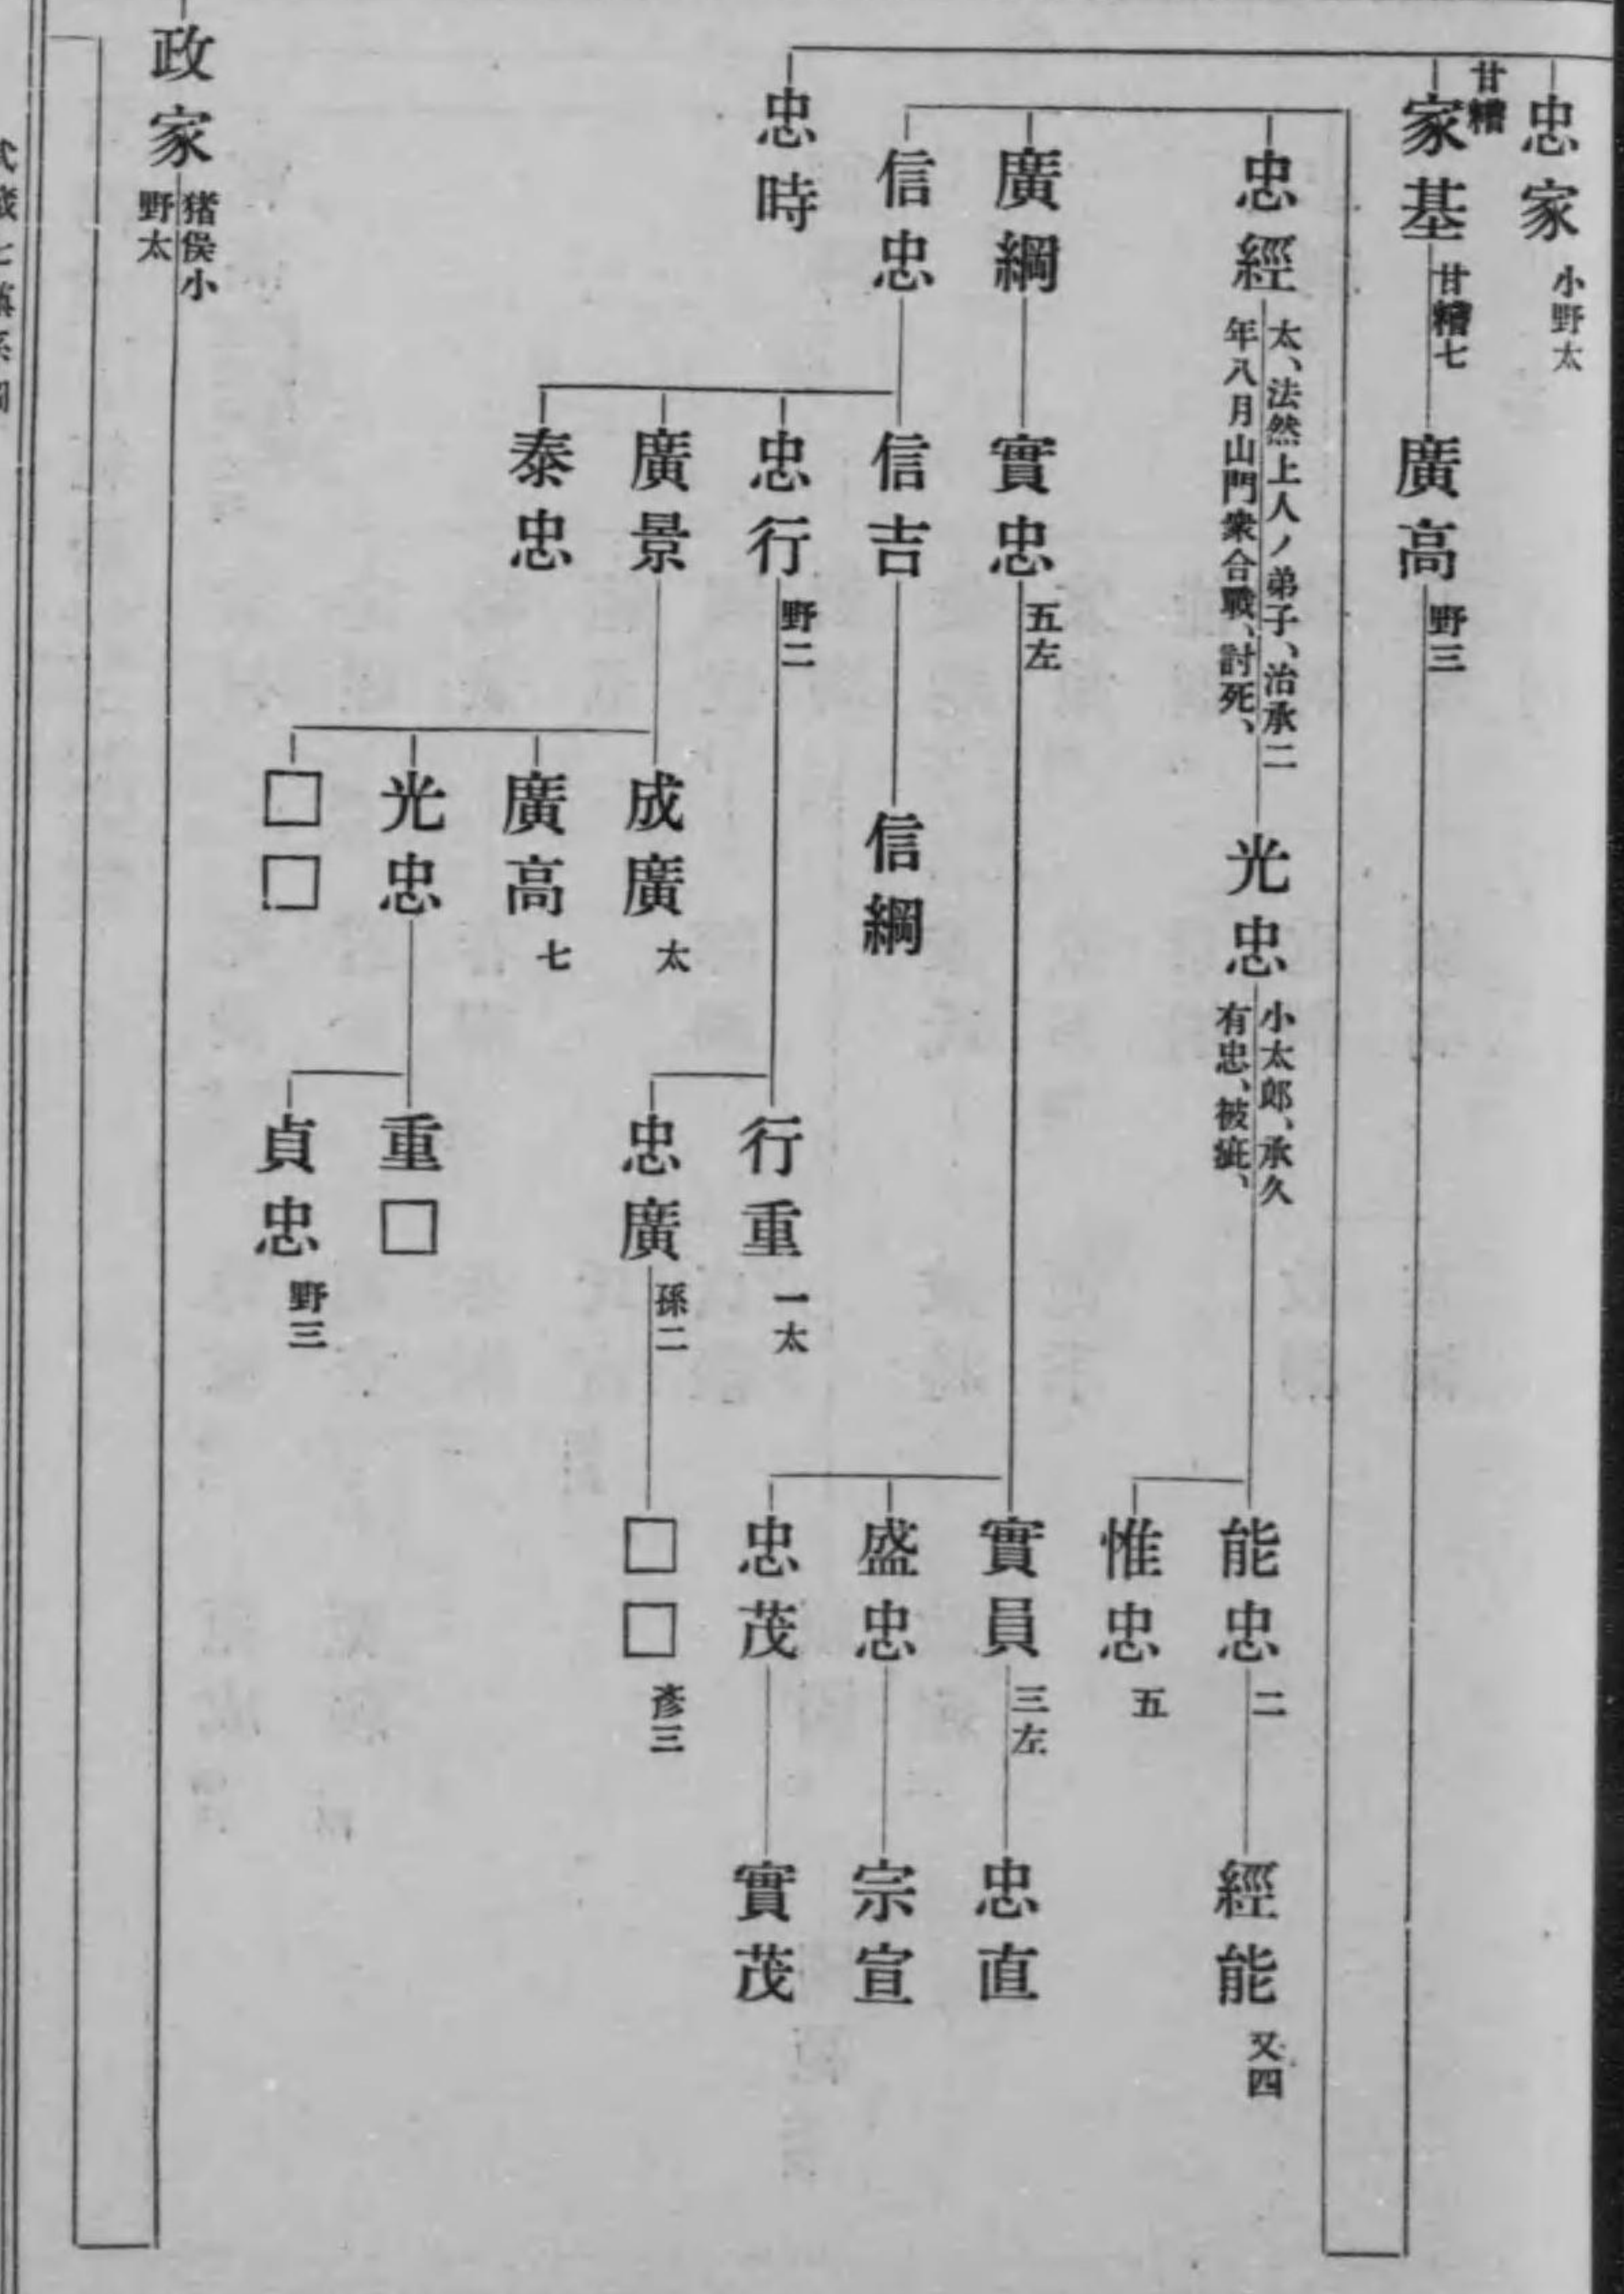 忠家 小野太
甘糟
家基 甘糟七
廣高 野三
忠經 太、法然上人ノ弟子、治承二
年八月山門衆合戰、討死、
光忠 小太郎、承久
有忠、被疵、
能忠 二
經能 又四
惟忠 五
廣綱
實忠 五左
實員 三左
忠直
盛忠
宗宣
忠茂
實茂
信忠
信吉
信綱
忠行 野二
行重 一太
忠廣 孫二
□□ 彥三
廣景
成廣 太
廣高 七
光忠
重□
貞忠 野三
□□
泰忠
忠時
政家 猪俣小
野太